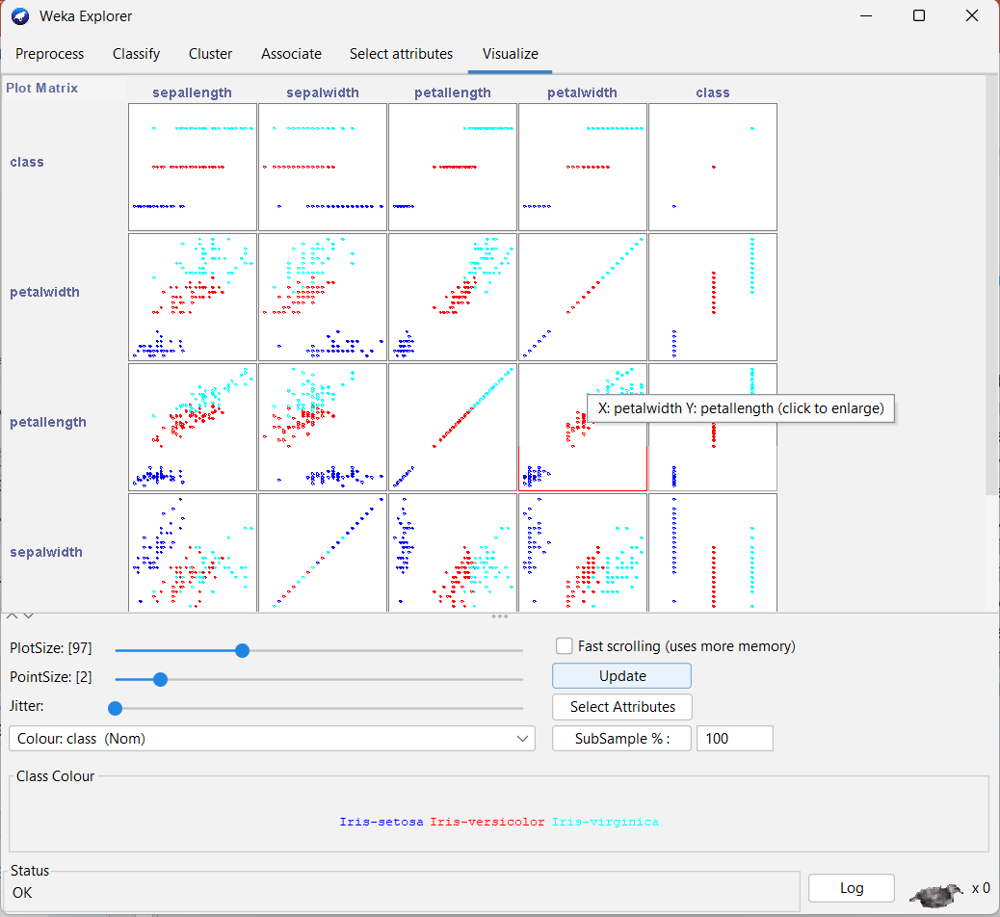 Weka Explorer
Preprocess Classify Cluster Associate Select attributes Visualize
Plot Matrix
sepallength sepalwidth petallength petalwidth class
class
petalwidth
petallength
X: petalwidth Y: petallength (click to enlarge)
sepalwidth
PlotSize: [97]
Fast scrolling (uses more memory)
PointSize: [2]
Update
Jitter:
Select Attributes
Colour: class (Nom)
SubSample % :
100
Class Colour
Iris-setosa Iris-versicolor Iris-virginica
Status
OK
Log
x 0